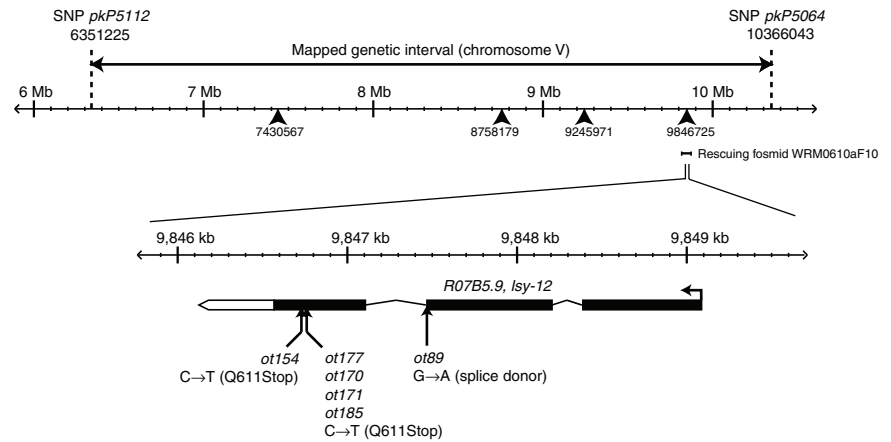 SNP pkP5112
6351225
SNP pkP5064
10366043
Mapped genetic interval (chromosome V)
6 Mb 7 Mb 8 Mb 9 Mb 10 Mb
7430567 8758179 9245971 9846725
Rescuing fosmid WRM0610aF10
9,846 kb 9,847 kb 9,848 kb 9,849 kb
R07B5.9, lsy-12
ot154
C→T (Q611Stop)
ot177
ot170
ot171
ot185
C→T (Q611Stop)
ot89
G→A (splice donor)